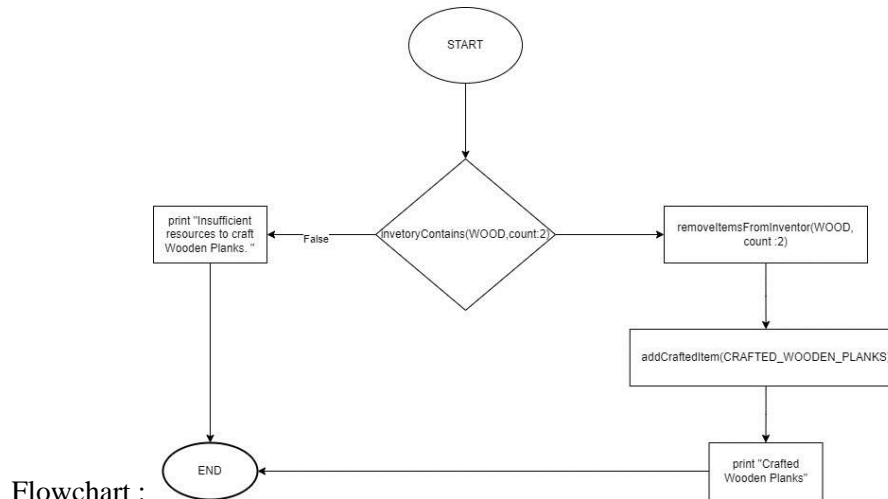 START
invetoryContains(WOOD,count:2)
False
print "Insufficient
resources to craft
Wooden Planks. "
removeItemsFromInventor(WOOD,
count :2)
addCraftedItem(CRAFTED_WOODEN_PLANKS)
print "Crafted
Wooden Planks"
END
Flowchart :